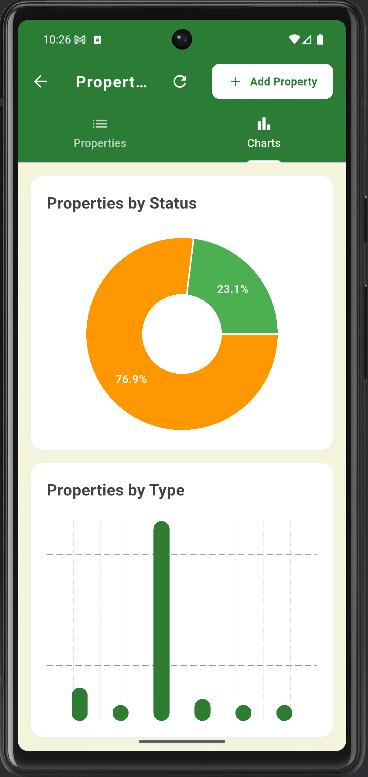 10:26
Propert...
Add Property
Properties
Charts
Properties by Status
23.1%
76.9%
Properties by Type